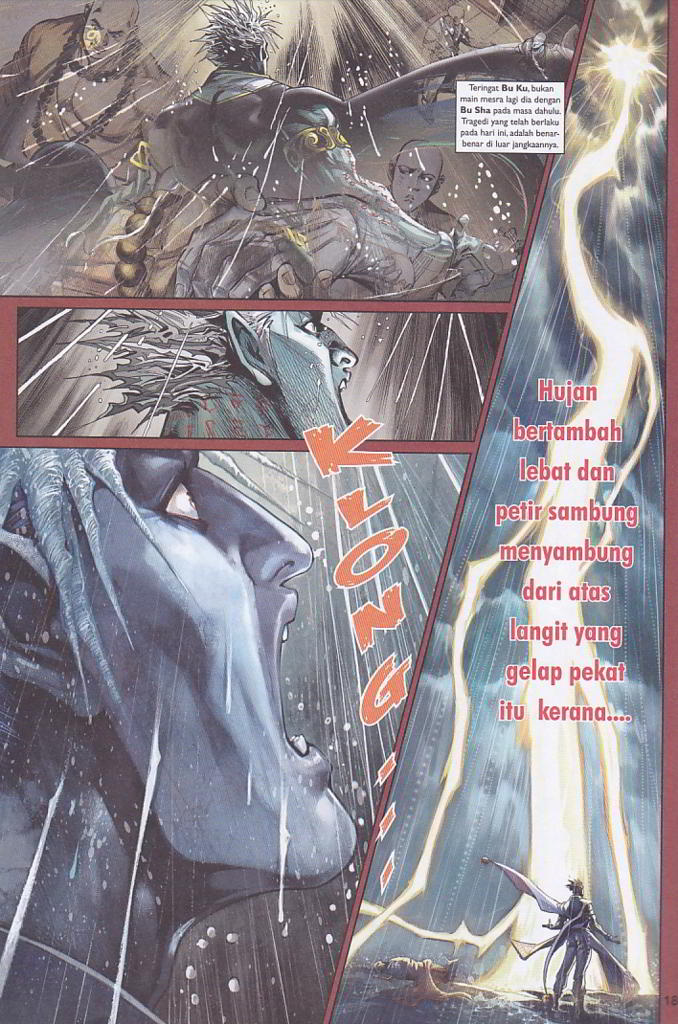 Teringat Bu Ku, bukan
main mesra lagi dia dengan
Bu Sha pada masa dahulu.
Tragedi yang telah berlaku
pada hari ini, adalah benar-
benar di luar jangkaannya.
KLONG...
Hujan
bertambah
lebat dan
petir sambung
menyambung
dari atas
langit yang
gelap pekat
itu kerana....